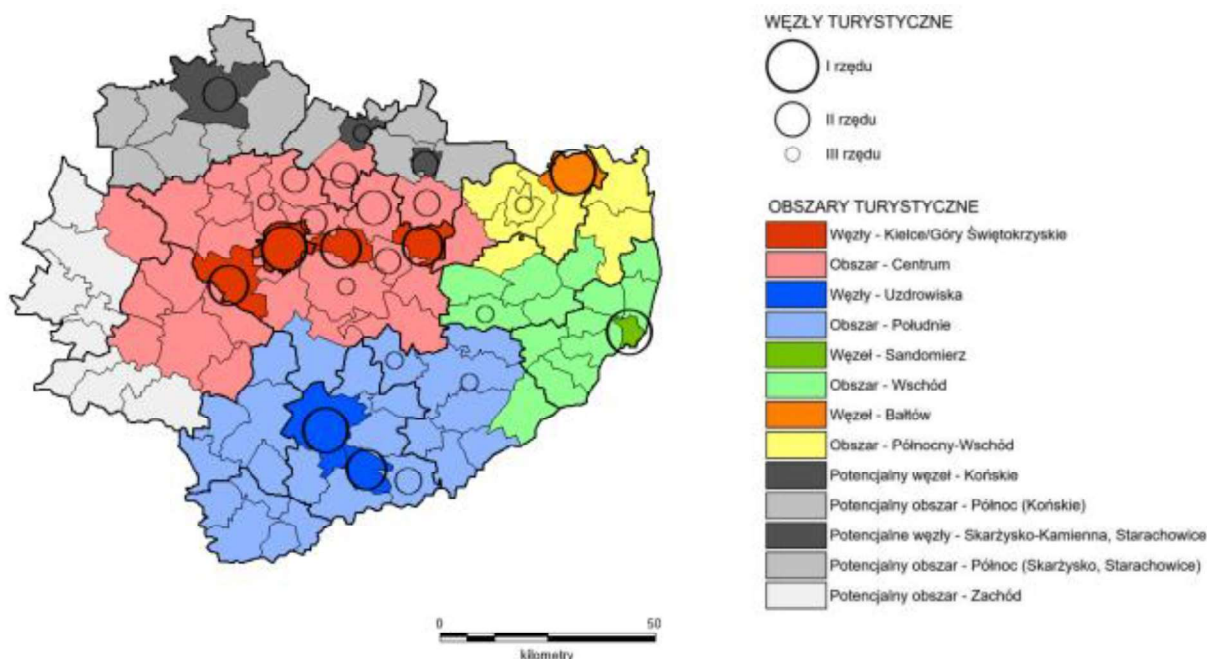 WĘZŁY TURYSTYCZNE
I rzędu
II rzędu
III rzędu
OBSZARY TURYSTYCZNE
Węzły - Kielce/Góry Świętokrzyskie
Obszar - Centrum
Węzły - Uzdrowiska
Obszar - Południe
Węzeł - Sandomierz
Obszar - Wschód
Węzeł - Bałtów
Obszar - Północny-Wschód
Potencjalny węzeł - Końskie
Potencjalny obszar - Północ (Końskie)
Potencjalne węzły - Skarżysko-Kamienna, Starachowice
Potencjalny obszar - Północ (Skarżysko, Starachowice)
Potencjalny obszar - Zachód
0 50
kilometry